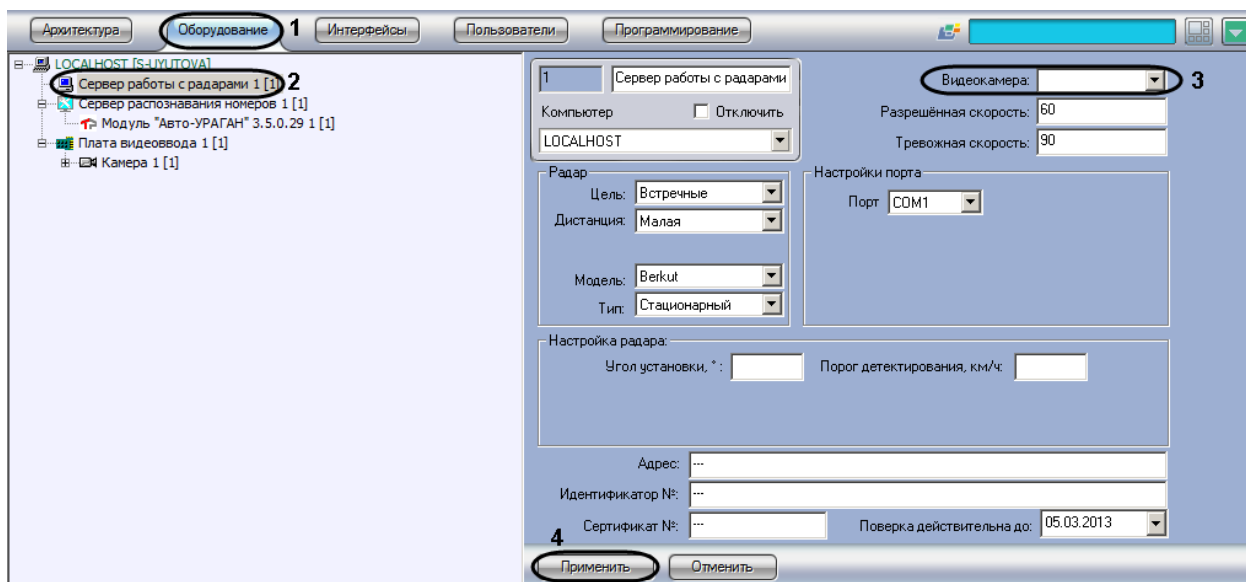 Архитектура Оборудование 1 Интерфейсы Пользователи Программирование
LOCALHOST [S-UYUTOVA]
Сервер работы с радарами 1 [1] 2
Сервер распознавания номеров 1 [1]
Модуль "Авто-УРАГАН" 3.5.0.29 1 [1]
Плата видеоввода 1 [1]
Камера 1 [1]
1 Сервер работы с радарами
Компьютер Отключить
LOCALHOST
Видеокамера: 3
Разрешённая скорость: 60
Тревожная скорость: 90
Радар
Цель: Встречные
Дистанция: Малая
Модель: Berkut
Тип: Стационарный
Настройки порта
Порт COM1
Настройка радара:
Угол установки, ° : Порог детектирования, км/ч:
Адрес: ---
Идентификатор №: ---
Сертификат №: --- Поверка действительна до: 05.03.2013
4
Применить Отменить